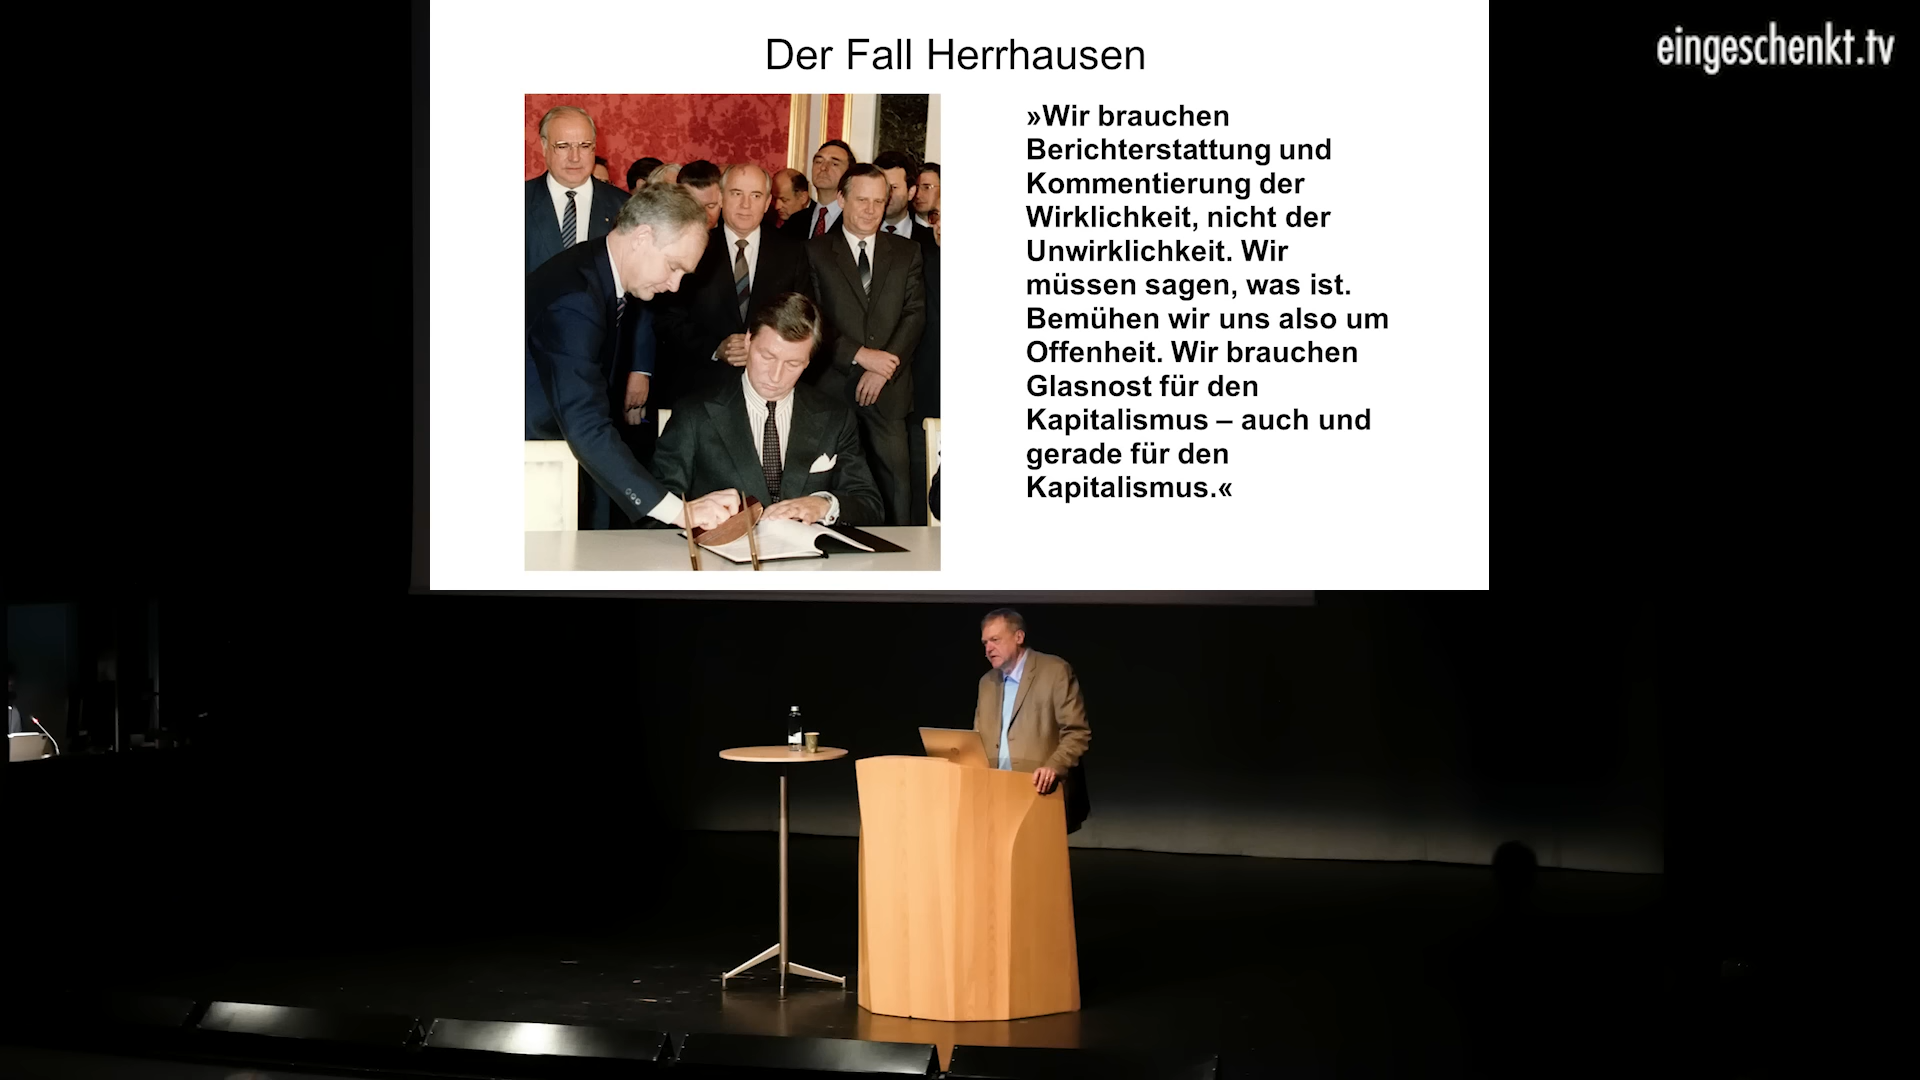 eingeschenkt.tv
Der Fall Herrhausen
»Wir brauchen
Berichterstattung und
Kommentierung der
Wirklichkeit, nicht der
Unwirklichkeit. Wir
müssen sagen, was ist.
Bemühen wir uns also um
Offenheit. Wir brauchen
Glasnost für den
Kapitalismus – auch und
gerade für den
Kapitalismus.«